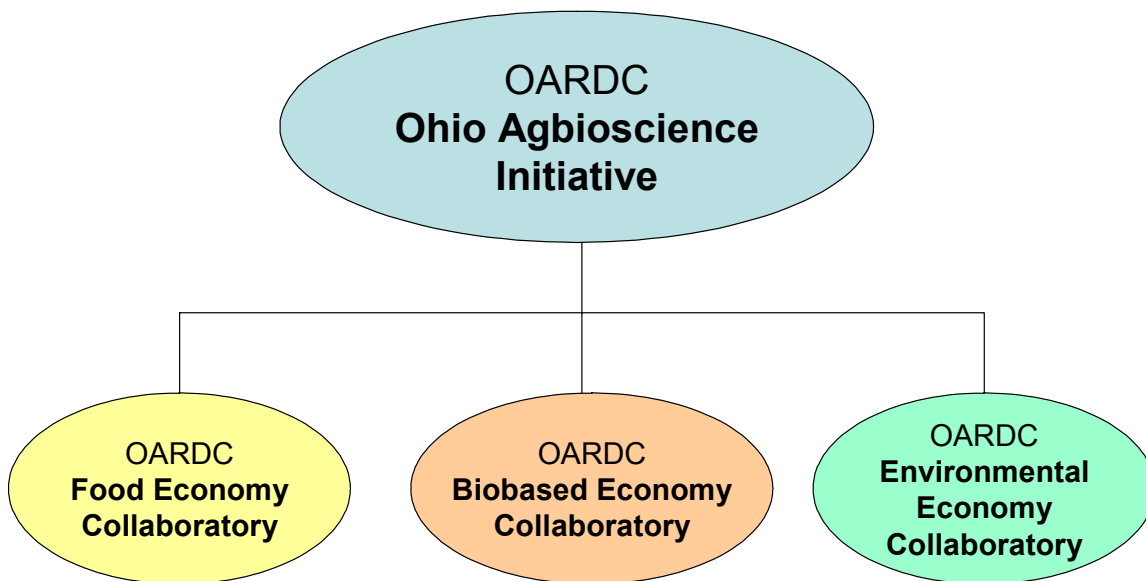 OARDC
Ohio Agbioscience
Initiative
OARDC
Food Economy
Collaboratory
OARDC
Biobased Economy
Collaboratory
OARDC
Environmental
Economy
Collaboratory